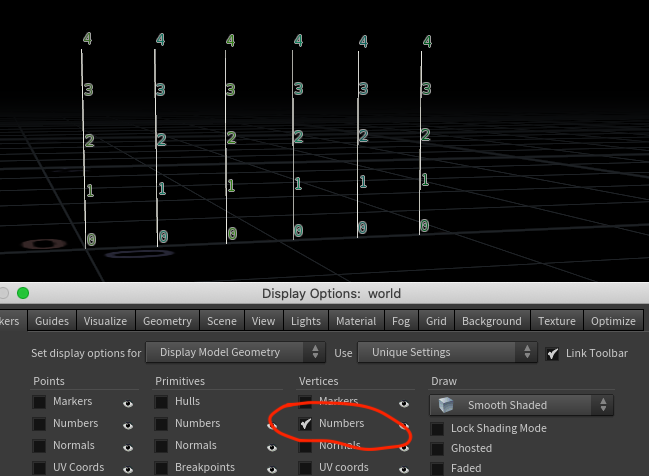 4 4 4 4 4 4
3 3 3 3 3 3
2 2 2 2 2 2
1 1 1 1 1 1
0 0 0 0 0 0
Display Options: world
kers Guides Visualize Geometry Scene View Lights Material Fog Grid Background Texture Optimize
Set display options for Display Model Geometry Use Unique Settings Link Toolbar
Points Primitives Vertices Draw
Markers Hulls Markers Smooth Shaded
Numbers Numbers Numbers Lock Shading Mode
Normals Normals Normals Ghosted
UV Coords Breakpoints UV coords Faded